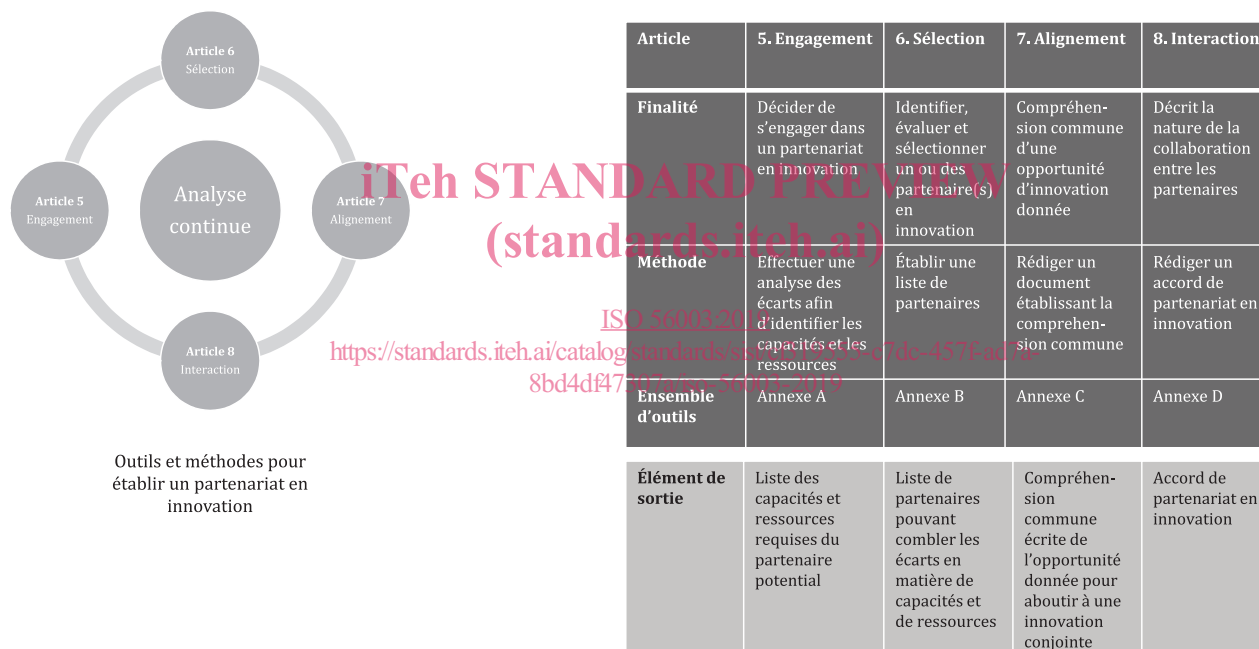 Article 6
Sélection
Article 5
Engagement
Analyse
continue
Article 7
Alignement
Article 8
Interaction
Outils et méthodes pour
établir un partenariat en
innovation
Article
5. Engagement
6. Sélection
7. Alignement
8. Interaction
Finalité
Décider de
s'engager dans
un partenariat
en innovation
Identifier,
évaluer et
sélectionner
un ou des
partenaire(s)
en
innovation
Compréhen-
sion commune
d'une
opportunité
d'innovation
donnée
Décrit la
nature de la
collaboration
entre les
partenaires
Méthode
Effectuer une
analyse des
écarts afin
d'identifier les
capacités et les
ressources
Établir une
liste de
partenaires
Rédiger un
document
établissant la
comprehen-
sion commune
Rédiger un
accord de
partenariat en
innovation
Ensemble
d'outils
Annexe A
Annexe B
Annexe C
Annexe D
Élément de
sortie
Liste des
capacités et
ressources
requises du
partenaire
potential
Liste de
partenaires
pouvant
combler les
écarts en
matière de
capacités et
de ressources
Compréhen-
sion
commune
écrite de
l'opportunité
donnée pour
aboutir à une
innovation
conjointe
Accord de
partenariat en
innovation
iTeh STANDARD PREVIEW
(standards.iteh.ai)
ISO 56003:2019
https://standards.iteh.ai/catalog/standards/sist/
-457f-ad7a-
8bd4df47307a/iso-56003-2019